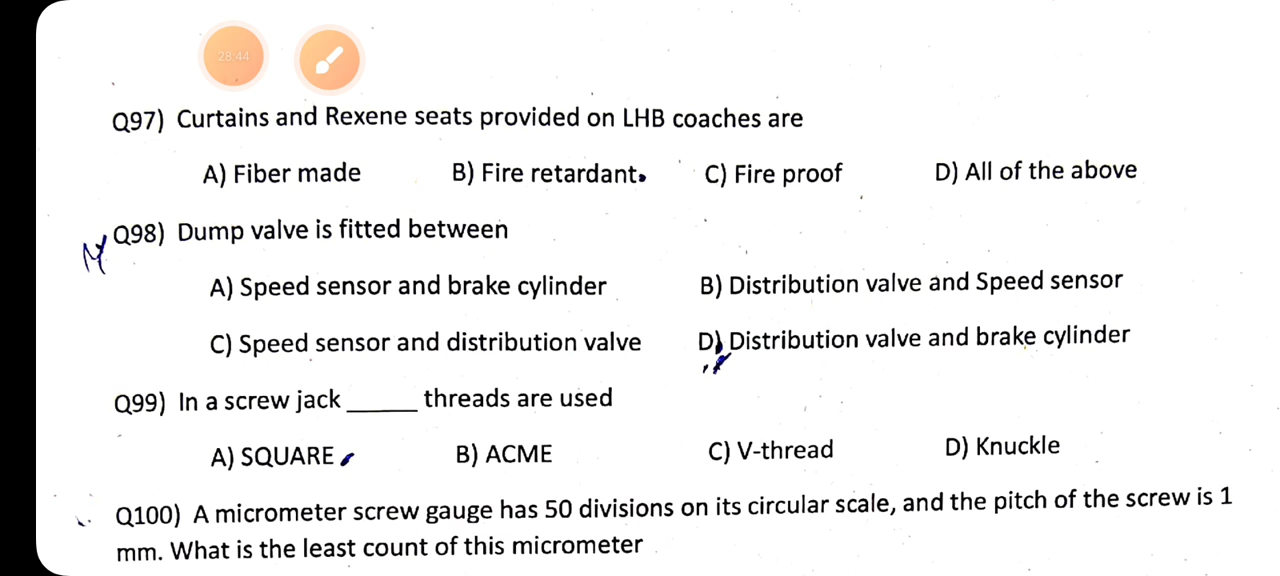 28:44
Q97) Curtains and Rexene seats provided on LHB coaches are
A) Fiber made B) Fire retardant. C) Fire proof D) All of the above
Q98) Dump valve is fitted between
A) Speed sensor and brake cylinder B) Distribution valve and Speed sensor
C) Speed sensor and distribution valve D) Distribution valve and brake cylinder
Q99) In a screw jack ______ threads are used
A) SQUARE B) ACME C) V-thread D) Knuckle
Q100) A micrometer screw gauge has 50 divisions on its circular scale, and the pitch of the screw is 1
mm. What is the least count of this micrometer